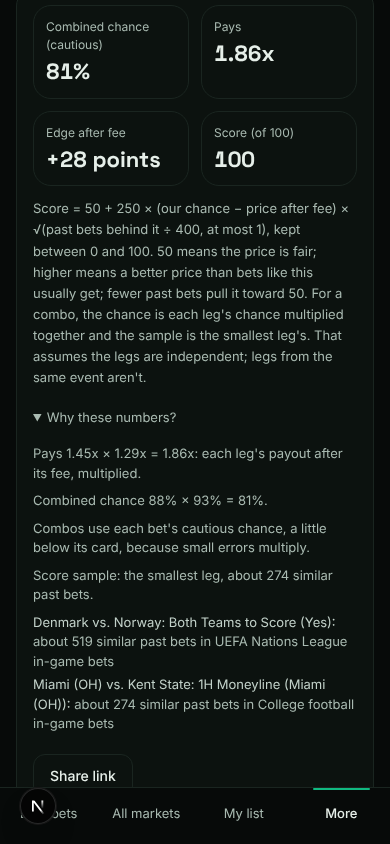 Combined chance
(cautious)
81%
Pays
1.86x
Edge after fee
+28 points
Score (of 100)
100
Score = 50 + 250 × (our chance − price after fee) ×
√(past bets behind it ÷ 400, at most 1), kept
between 0 and 100. 50 means the price is fair;
higher means a better price than bets like this
usually get; fewer past bets pull it toward 50. For a
combo, the chance is each leg's chance multiplied
together and the sample is the smallest leg's. That
assumes the legs are independent; legs from the
same event aren't.
▼ Why these numbers?
Pays 1.45x × 1.29x = 1.86x: each leg's payout after
its fee, multiplied.
Combined chance 88% × 93% = 81%.
Combos use each bet's cautious chance, a little
below its card, because small errors multiply.
Score sample: the smallest leg, about 274 similar
past bets.
Denmark vs. Norway: Both Teams to Score (Yes):
about 519 similar past bets in UEFA Nations League
in-game bets
Miami (OH) vs. Kent State: 1H Moneyline (Miami
(OH)): about 274 similar past bets in College football
in-game bets
Share link
N
bets
All markets
My list
More